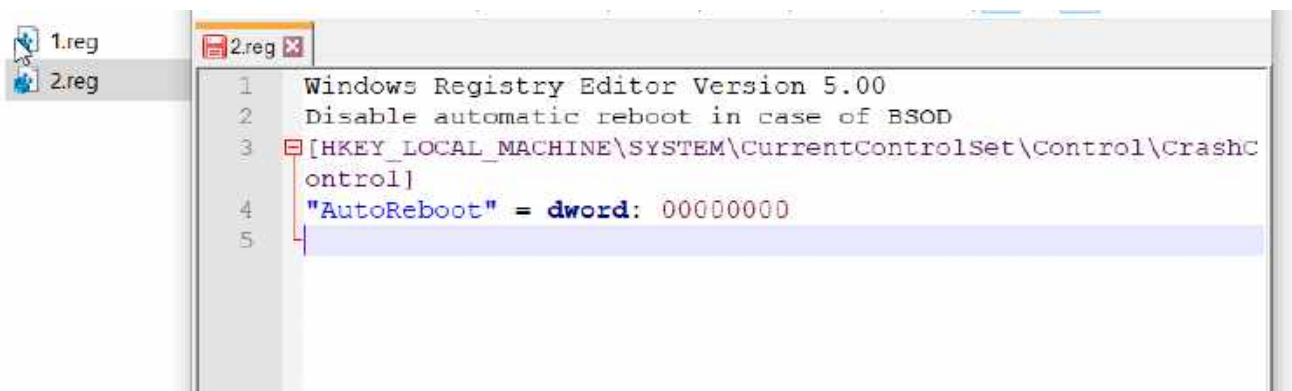 1.reg
2.reg
2.reg
1 Windows Registry Editor Version 5.00
2 Disable automatic reboot in case of BSOD
3 [HKEY_LOCAL_MACHINE\SYSTEM\CurrentControlSet\Control\CrashC
ontrol]
4 "AutoReboot" = dword: 00000000
5